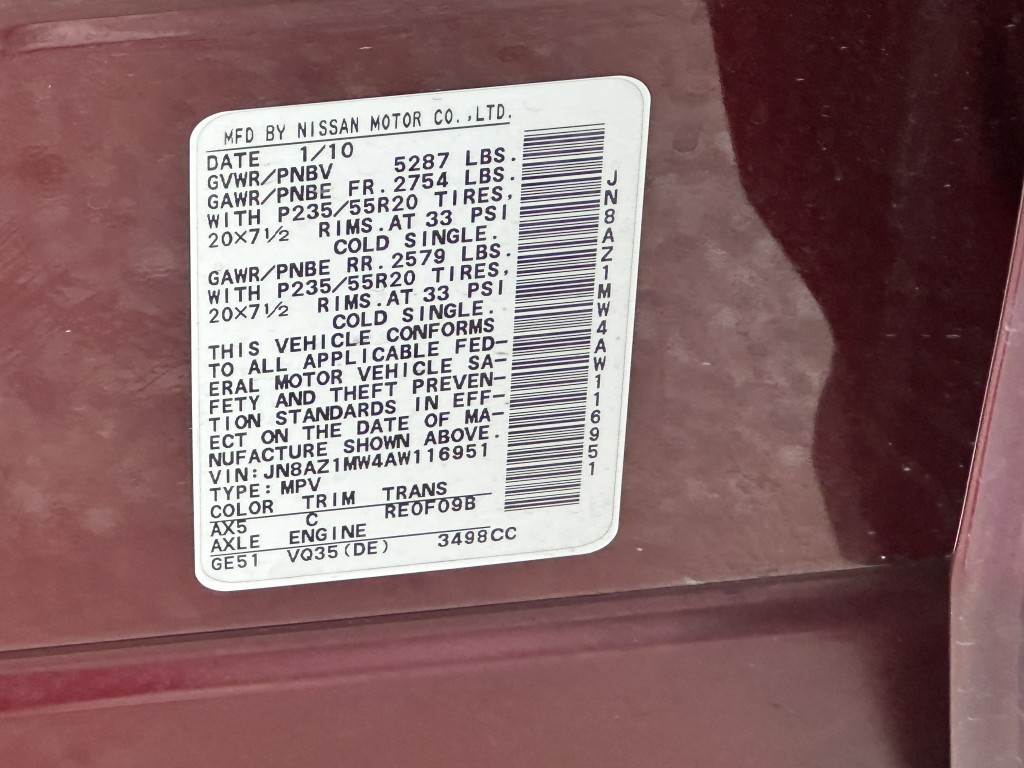 MFD BY NISSAN MOTOR CO.,LTD.
DATE 1/10
GVWR/PNBV 5287 LBS.
GAWR/PNBE FR. 2754 LBS.
WITH P235/55R20 TIRES,
20×7½ RIMS.AT 33 PSI
COLD SINGLE.
GAWR/PNBE RR. 2579 LBS.
WITH P235/55R20 TIRES,
20×7½ RIMS.AT 33 PSI
COLD SINGLE.
THIS VEHICLE CONFORMS
TO ALL APPLICABLE FED-
ERAL MOTOR VEHICLE SA-
FETY AND THEFT PREVEN-
TION STANDARDS IN EFF-
ECT ON THE DATE OF MA-
NUFACTURE SHOWN ABOVE.
VIN:JN8AZ1MW4AW116951
TYPE:MPV
COLOR TRIM TRANS
AX5 C RE0F09B
AXLE ENGINE
GE51 VQ35(DE) 3498CC
JN8AZ1MW4AW116951